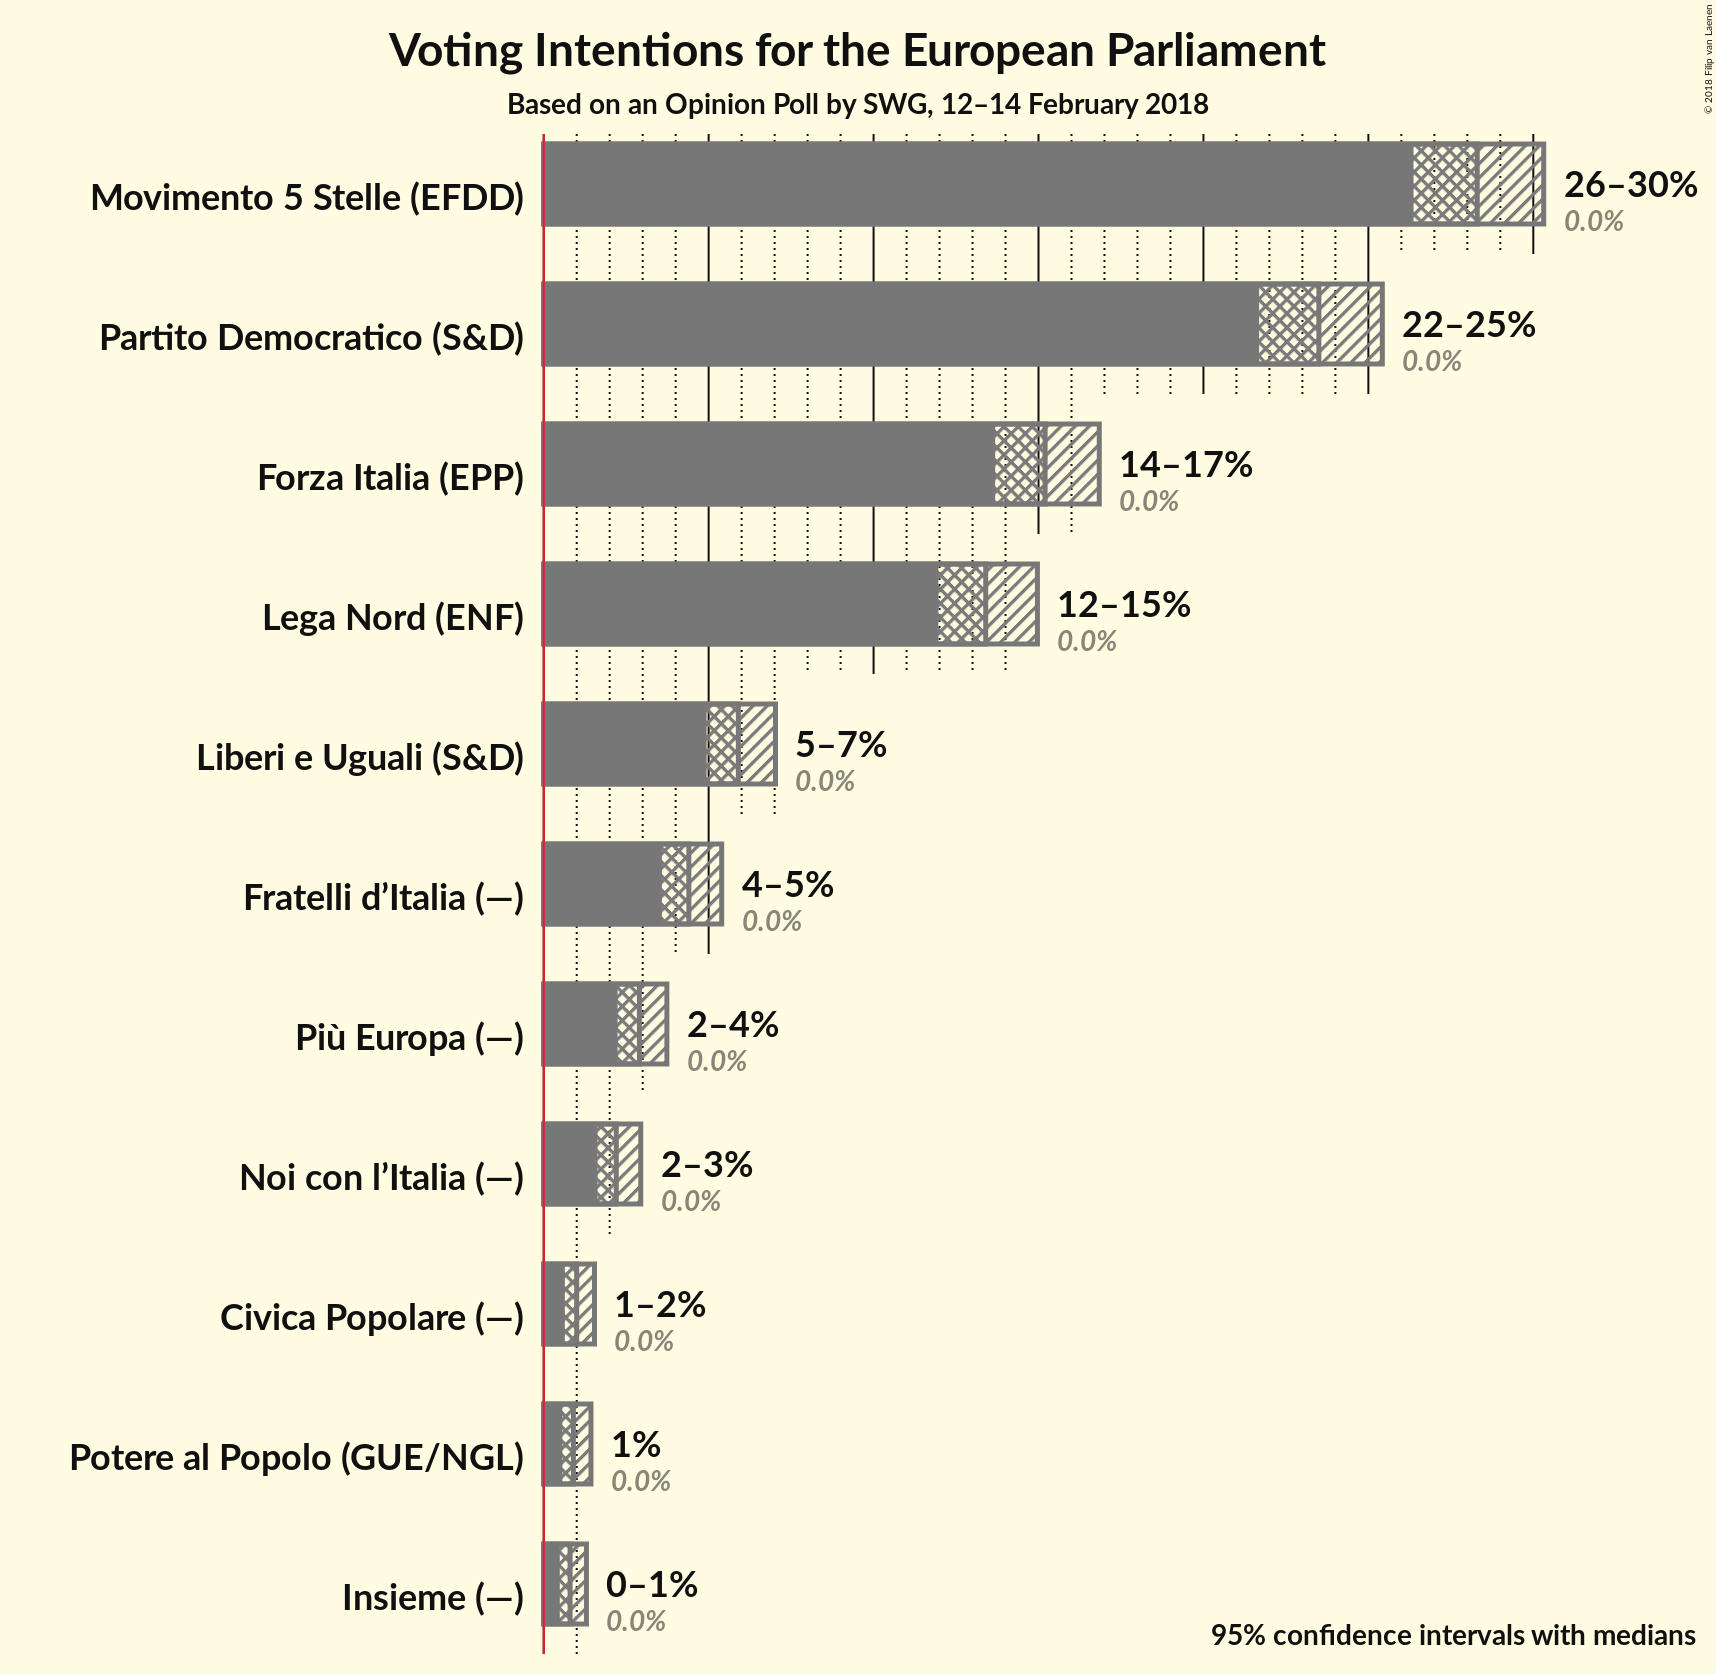 © 2018 Filip van Laenen
Voting Intentions for the European Parliament
Based on an Opinion Poll by SWG, 12–14 February 2018
Movimento 5 Stelle (EFDD)
26–30%
0.0%
Partito Democratico (S&D)
22–25%
0.0%
Forza Italia (EPP)
14–17%
0.0%
Lega Nord (ENF)
12–15%
0.0%
Liberi e Uguali (S&D)
5–7%
0.0%
Fratelli d’Italia (—)
4–5%
0.0%
Più Europa (—)
2–4%
0.0%
Noi con l’Italia (—)
2–3%
0.0%
Civica Popolare (—)
1–2%
0.0%
Potere al Popolo (GUE/NGL)
1%
0.0%
Insieme (—)
0–1%
0.0%
95% confidence intervals with medians